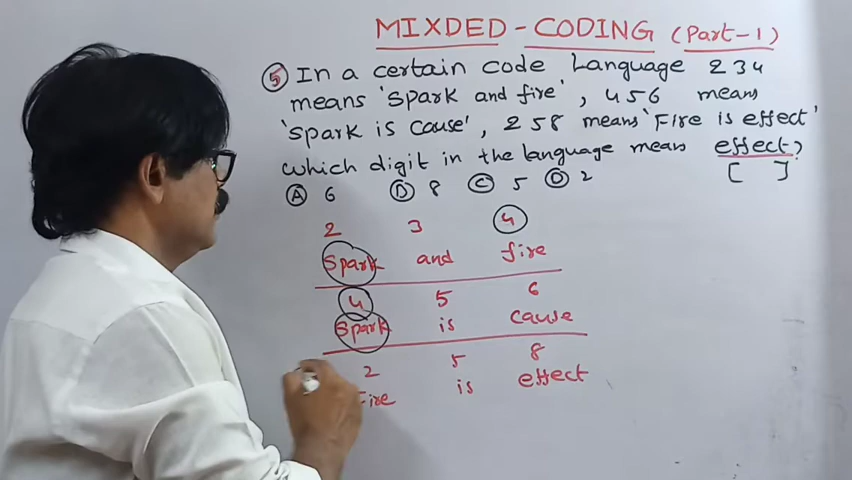 MIXDED - CODING (Part-1)
⑤ In a certain code Language 234
means 'Spark and fire', 456 means
'Spark is cause', 258 means 'Fire is effect'
which digit in the language means effect?
Ⓐ 6 Ⓑ 8 Ⓒ 5 Ⓓ 2 [ ]
2 3 4
Spark and fire
4 5 6
Spark is cause
2 5 8
Fire is effect